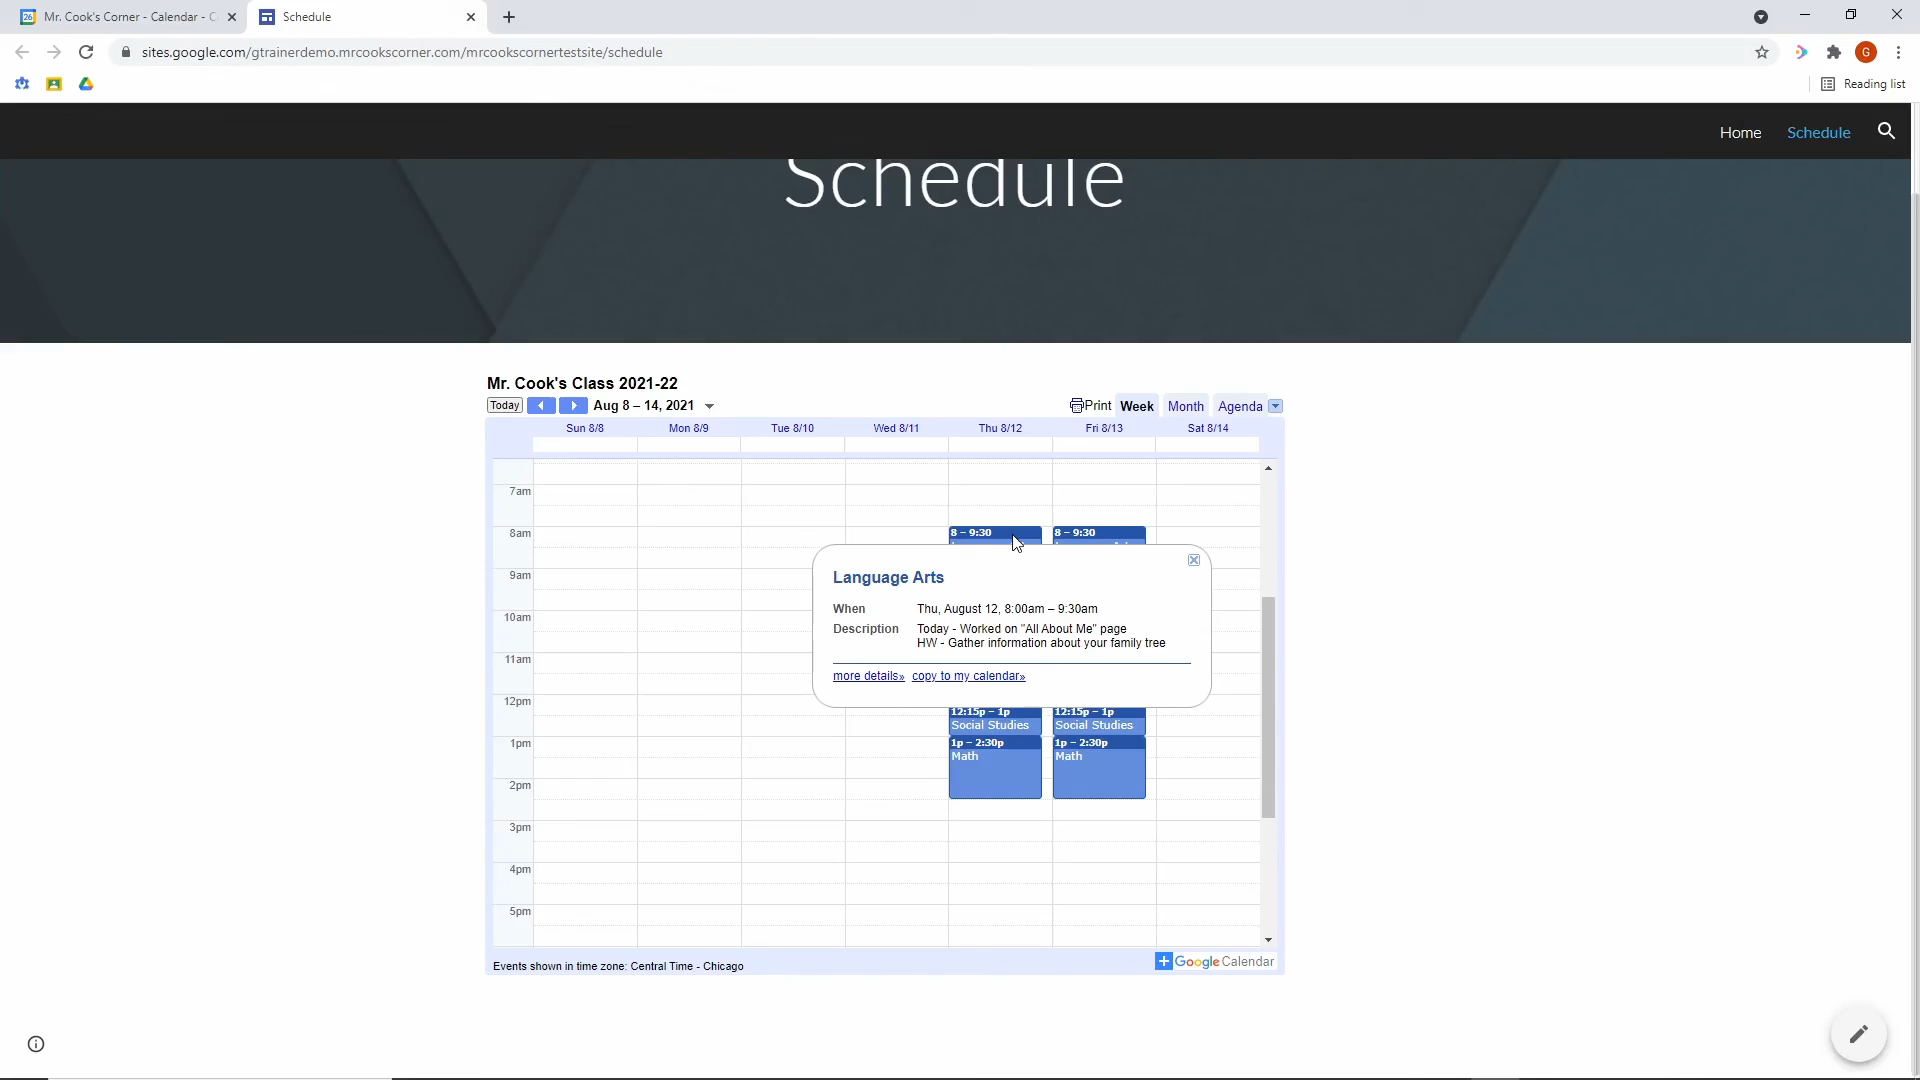 Mr. Cook's Corner - Calendar - C
Schedule
sites.google.com/gtrainerdemo.mrcookscorner.com/mrcookscornertestsite/schedule
G
Reading list
Home
Schedule
Schedule
Mr. Cook's Class 2021-22
Today
Aug 8 – 14, 2021
Print
Week
Month
Agenda
Sun 8/8
Mon 8/9
Tue 8/10
Wed 8/11
Thu 8/12
Fri 8/13
Sat 8/14
7am
8am
8 – 9:30
8 – 9:30
9am
10am
11am
12pm
1pm
2pm
3pm
4pm
5pm
Language Arts
When Thu, August 12, 8:00am – 9:30am
Description Today - Worked on "All About Me" page
HW - Gather information about your family tree
more details» copy to my calendar»
12:15p – 1p
Social Studies
12:15p – 1p
Social Studies
1p – 2:30p
Math
1p – 2:30p
Math
Events shown in time zone: Central Time - Chicago
Google Calendar